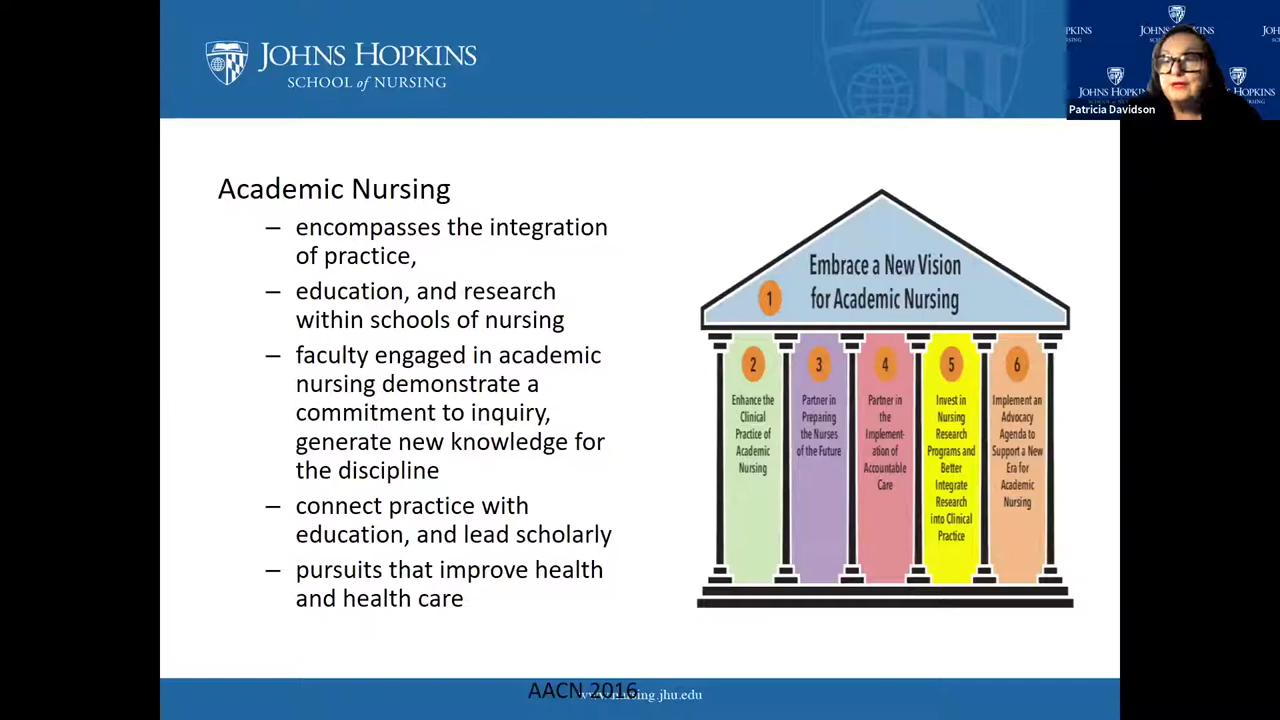 JOHNS HOPKINS
SCHOOL of NURSING
Patricia Davidson
JOHNS HOPKINS
Academic Nursing
– encompasses the integration
of practice,
– education, and research
within schools of nursing
– faculty engaged in academic
nursing demonstrate a
commitment to inquiry,
generate new knowledge for
the discipline
– connect practice with
education, and lead scholarly
– pursuits that improve health
and health care
1
Embrace a New Vision
for Academic Nursing
2
Enhance the
Clinical
Practice of
Academic
Nursing
3
Partner in
Preparing
the Nurses
of the Future
4
Partner in
the
Implement-
ation of
Accountable
Care
5
Invest in
Nursing
Research
Programs and
Better
Integrate
Research
into Clinical
Practice
6
Implement an
Advocacy
Agenda to
Support a New
Era for
Academic
Nursing
AACN 2016